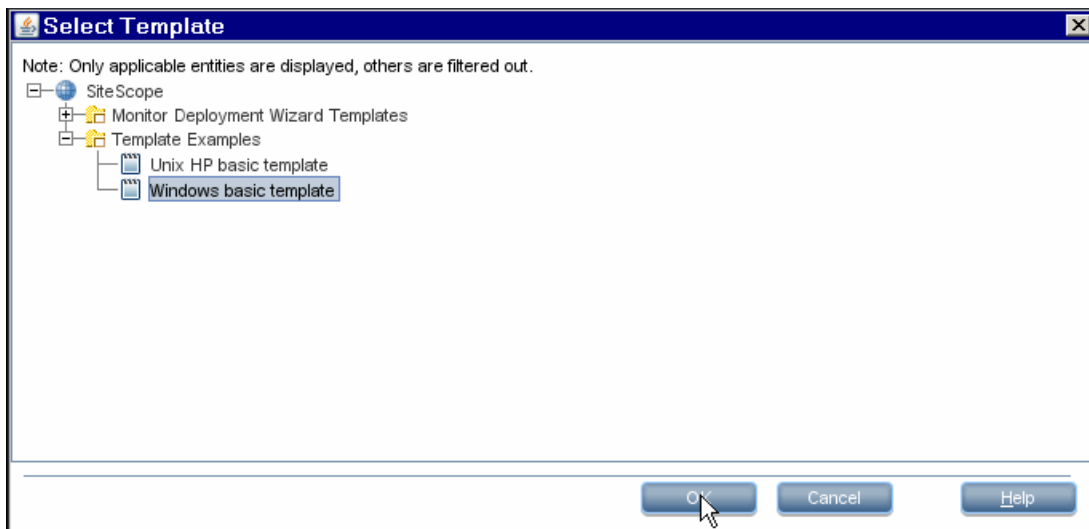 Select Template
Note: Only applicable entities are displayed, others are filtered out.
SiteScope
Monitor Deployment Wizard Templates
Template Examples
Unix HP basic template
Windows basic template
OK
Cancel
Help